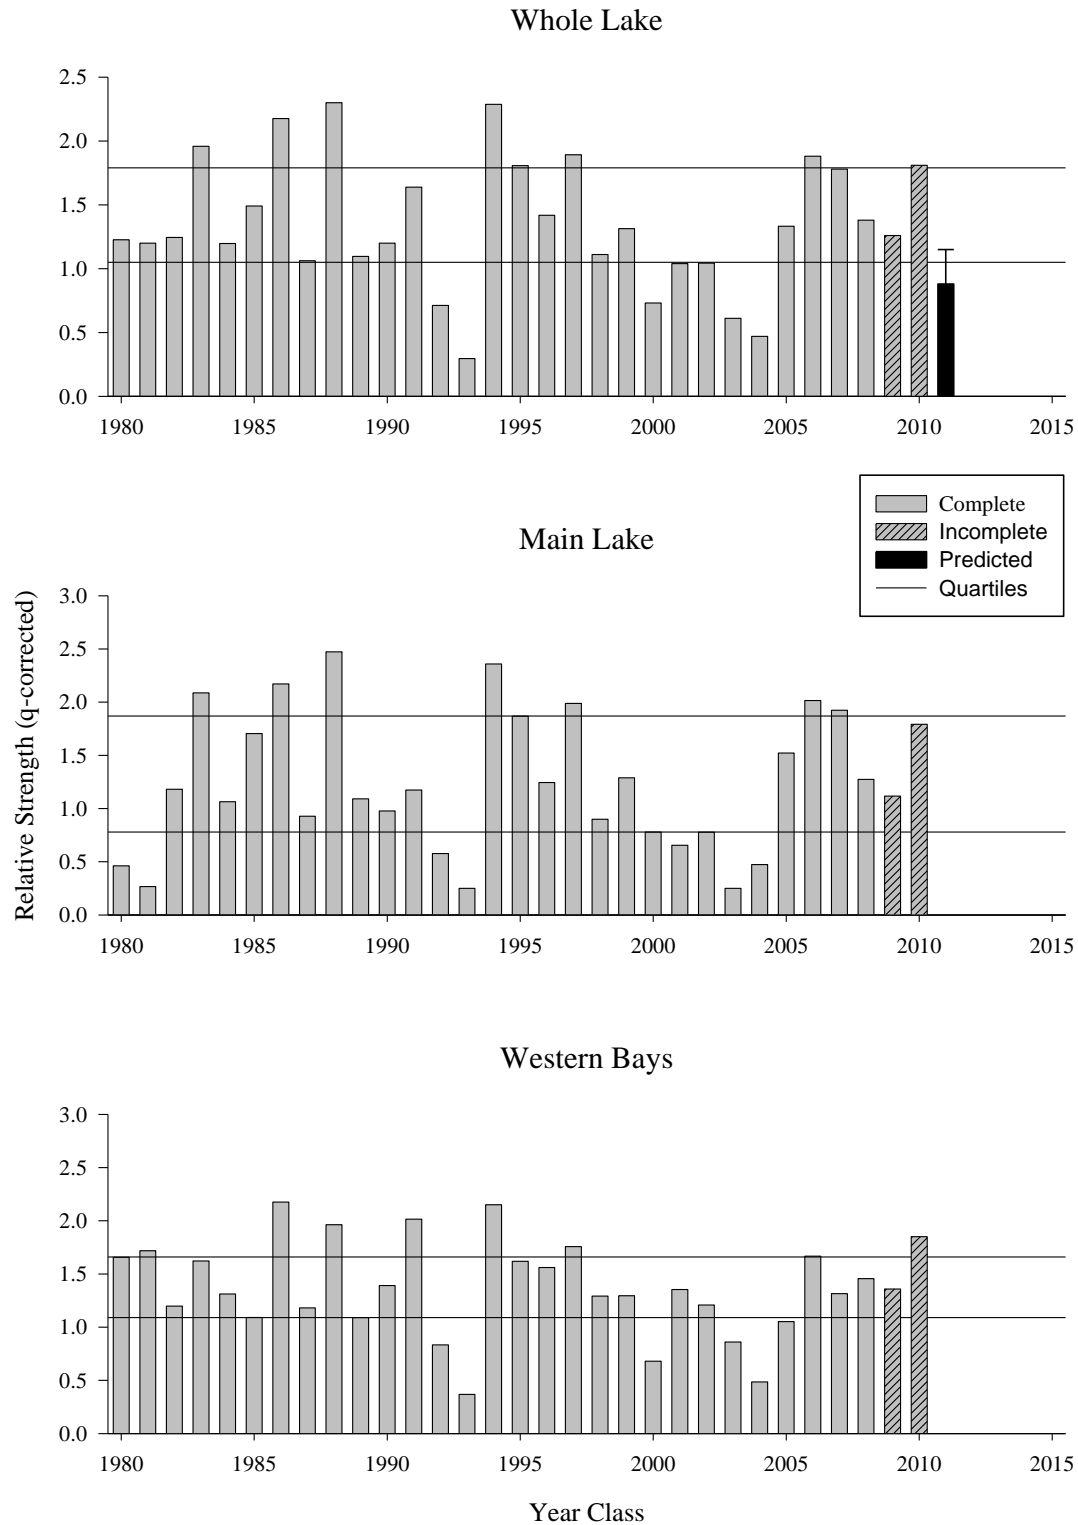 Whole Lake
2.5
2.0
1.5
1.0
0.5
0.0
1980 1985 1990 1995 2000 2005 2010 2015
Complete
Incomplete
Predicted
Quartiles
Main Lake
Relative Strength (q-corrected)
3.0
2.5
2.0
1.5
1.0
0.5
0.0
1980 1985 1990 1995 2000 2005 2010 2015
Western Bays
3.0
2.5
2.0
1.5
1.0
0.5
0.0
1980 1985 1990 1995 2000 2005 2010 2015
Year Class